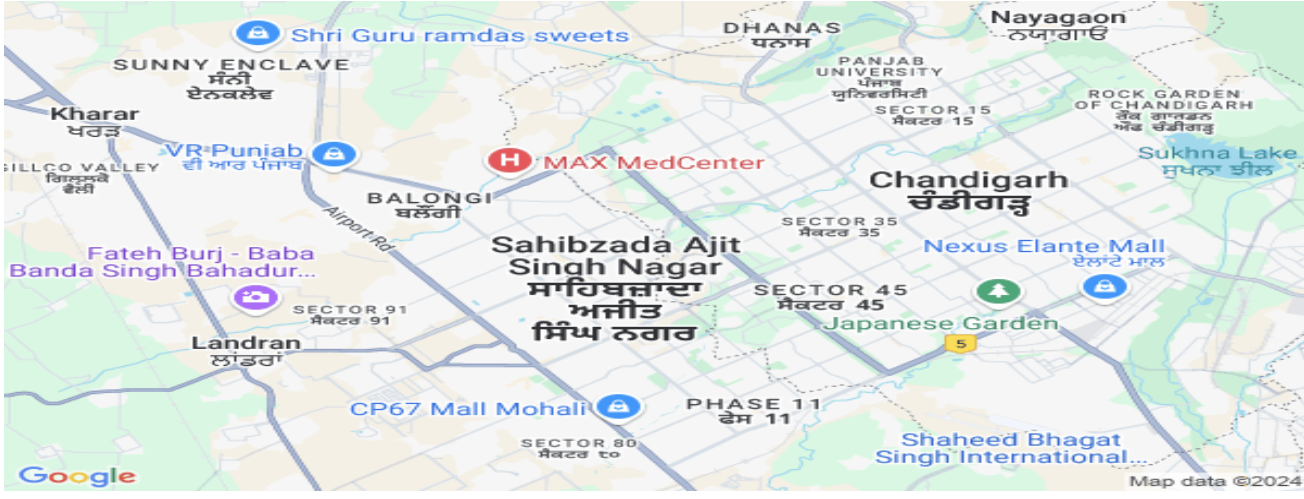 Shri Guru ramdas sweets
SUNNY ENCLAVE
ਸੰਨੀ
ਏਨਕਲੇਵ
DHANAS
ਧਨਾਸ
Nayagaon
ਨਯਾਗਾਓਂ
PANJAB
UNIVERSITY
ਪੰਜਾਬ
ਯੂਨਿਵਰਸਿਟੀ
SECTOR 15
ਸੈਕਟਰ 15
ROCK GARDEN
OF CHANDIGARH
ਰੌਕ ਗਾਰਡਨ
ਔਫ ਚੰਡੀਗੜ੍ਹ
Kharar
ਖਰੜ
VR Punjab
ਵੀ ਆਰ ਪੰਜਾਬ
MAX MedCenter
Sukhna Lake
ਸੁਖਨਾ ਝੀਲ
GILLCO VALLEY
ਗਿਲਕੋ
ਵੈਲੀ
BALONGI
ਬਲੌਂਗੀ
Chandigarh
ਚੰਡੀਗੜ੍ਹ
Airport Rd
SECTOR 35
ਸੈਕਟਰ 35
Fateh Burj - Baba
Banda Singh Bahadur...
Sahibzada Ajit
Singh Nagar
ਸਾਹਿਬਜ਼ਾਦਾ
ਅਜੀਤ
ਸਿੰਘ ਨਗਰ
Nexus Elante Mall
ਏਲਾਂਟੇ ਮਾਲ
SECTOR 91
ਸੈਕਟਰ 91
SECTOR 45
ਸੈਕਟਰ 45
Japanese Garden
5
Landran
ਲਾਂਡਰਾਂ
CP67 Mall Mohali
PHASE 11
ਫੇਸ 11
SECTOR 80
ਸੈਕਟਰ ੮੦
Shaheed Bhagat
Singh International...
Google
Map data ©2024